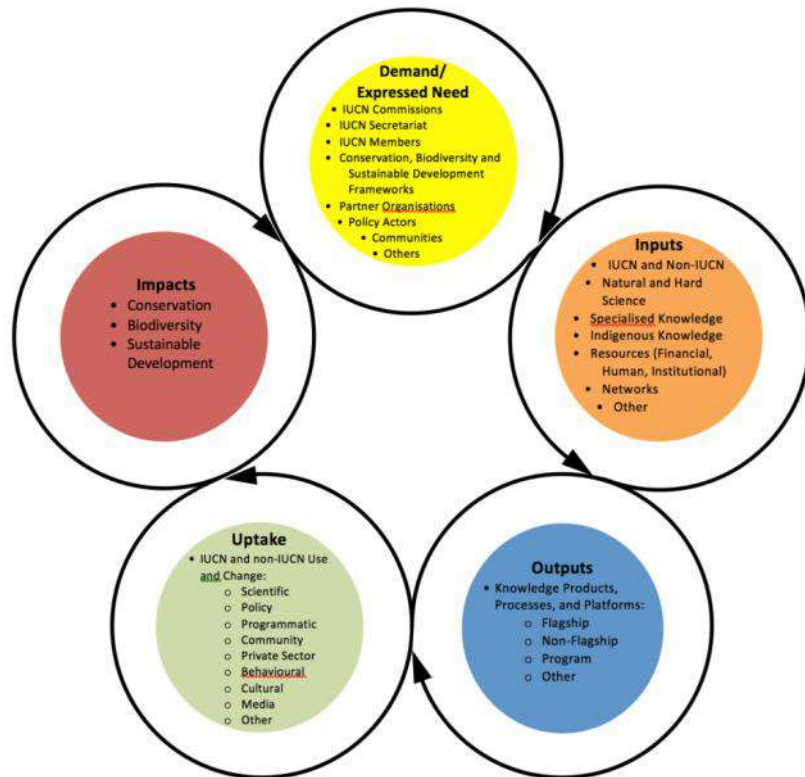 Demand/
Expressed Need
• IUCN Commissions
• IUCN Secretariat
• IUCN Members
• Conservation, Biodiversity and
Sustainable Development
Frameworks
• Partner Organisations
• Policy Actors
• Communities
• Others
Inputs
• IUCN and Non-IUCN
• Natural and Hard
Science
• Specialised Knowledge
• Indigenous Knowledge
• Resources (Financial,
Human, Institutional)
• Networks
• Other
Outputs
• Knowledge Products,
Processes, and Platforms:
o Flagship
o Non-Flagship
o Program
o Other
Uptake
• IUCN and non-IUCN Use
and Change:
o Scientific
o Policy
o Programmatic
o Community
o Private Sector
o Behavioural
o Cultural
o Media
o Other
Impacts
• Conservation
• Biodiversity
• Sustainable
Development